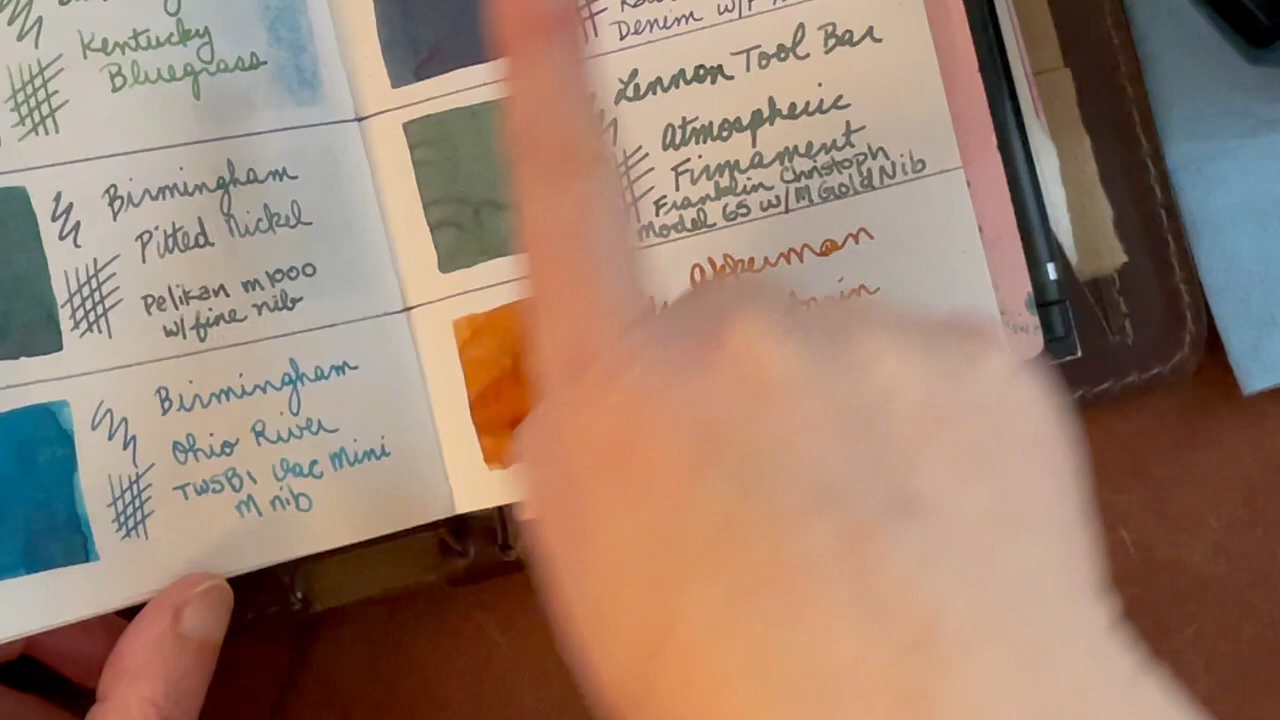 Kentucky
Bluegrass
Birmingham
Pitted Nickel
Pelikan m1000
w/fine nib
Birmingham
Ohio River
TWSBI Vac Mini
M nib
Denim w/F
Lennon Tool Bar
Atmospheric
Firmament
Franklin Christoph
Model 65 w/M Gold Nib
Akkerman